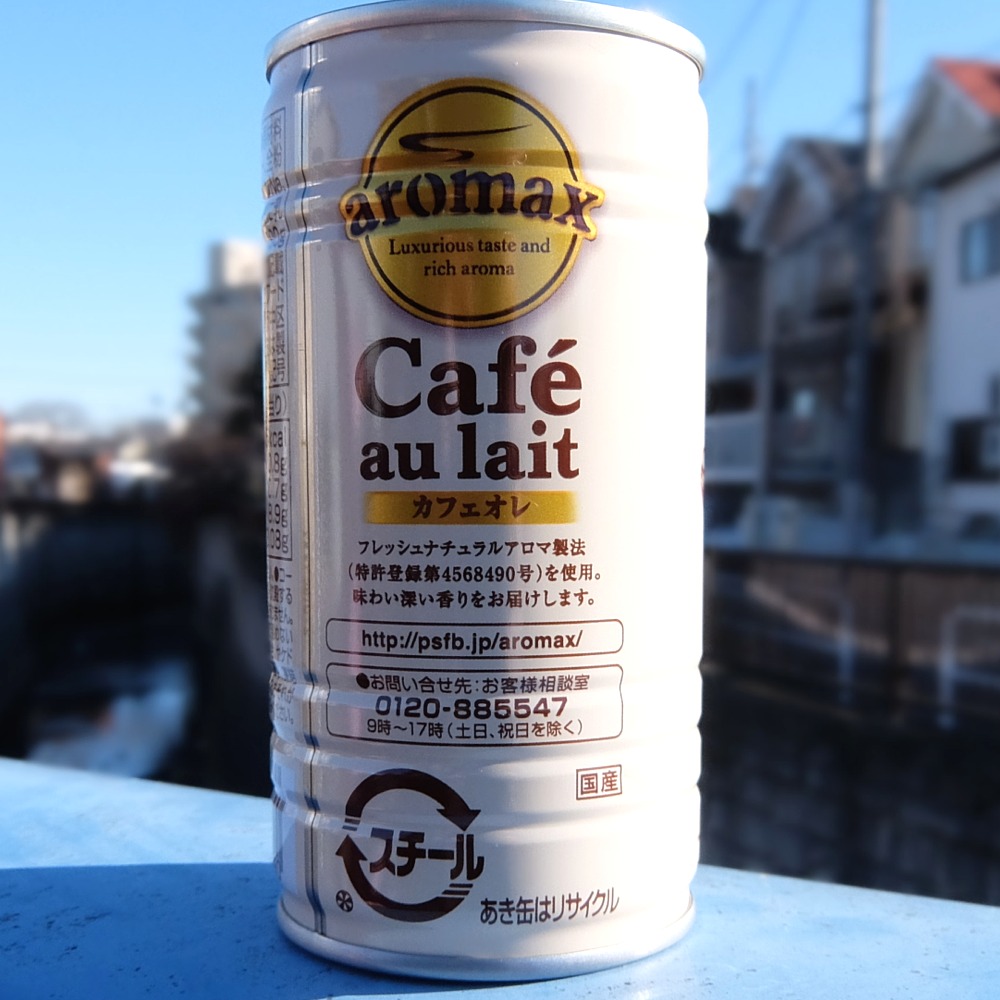 aromax
Luxurious taste and
rich aroma
Café
au lait
カフェオレ
フレッシュナチュラルアロマ製法
(特許登録第4568490号)を使用。
味わい深い香りをお届けします。
http://psfb.jp/aromax/
●お問い合せ先:お客様相談室
0120-885547
9時~17時(土日、祝日を除く)
国産
スチール
あき缶はリサイクル